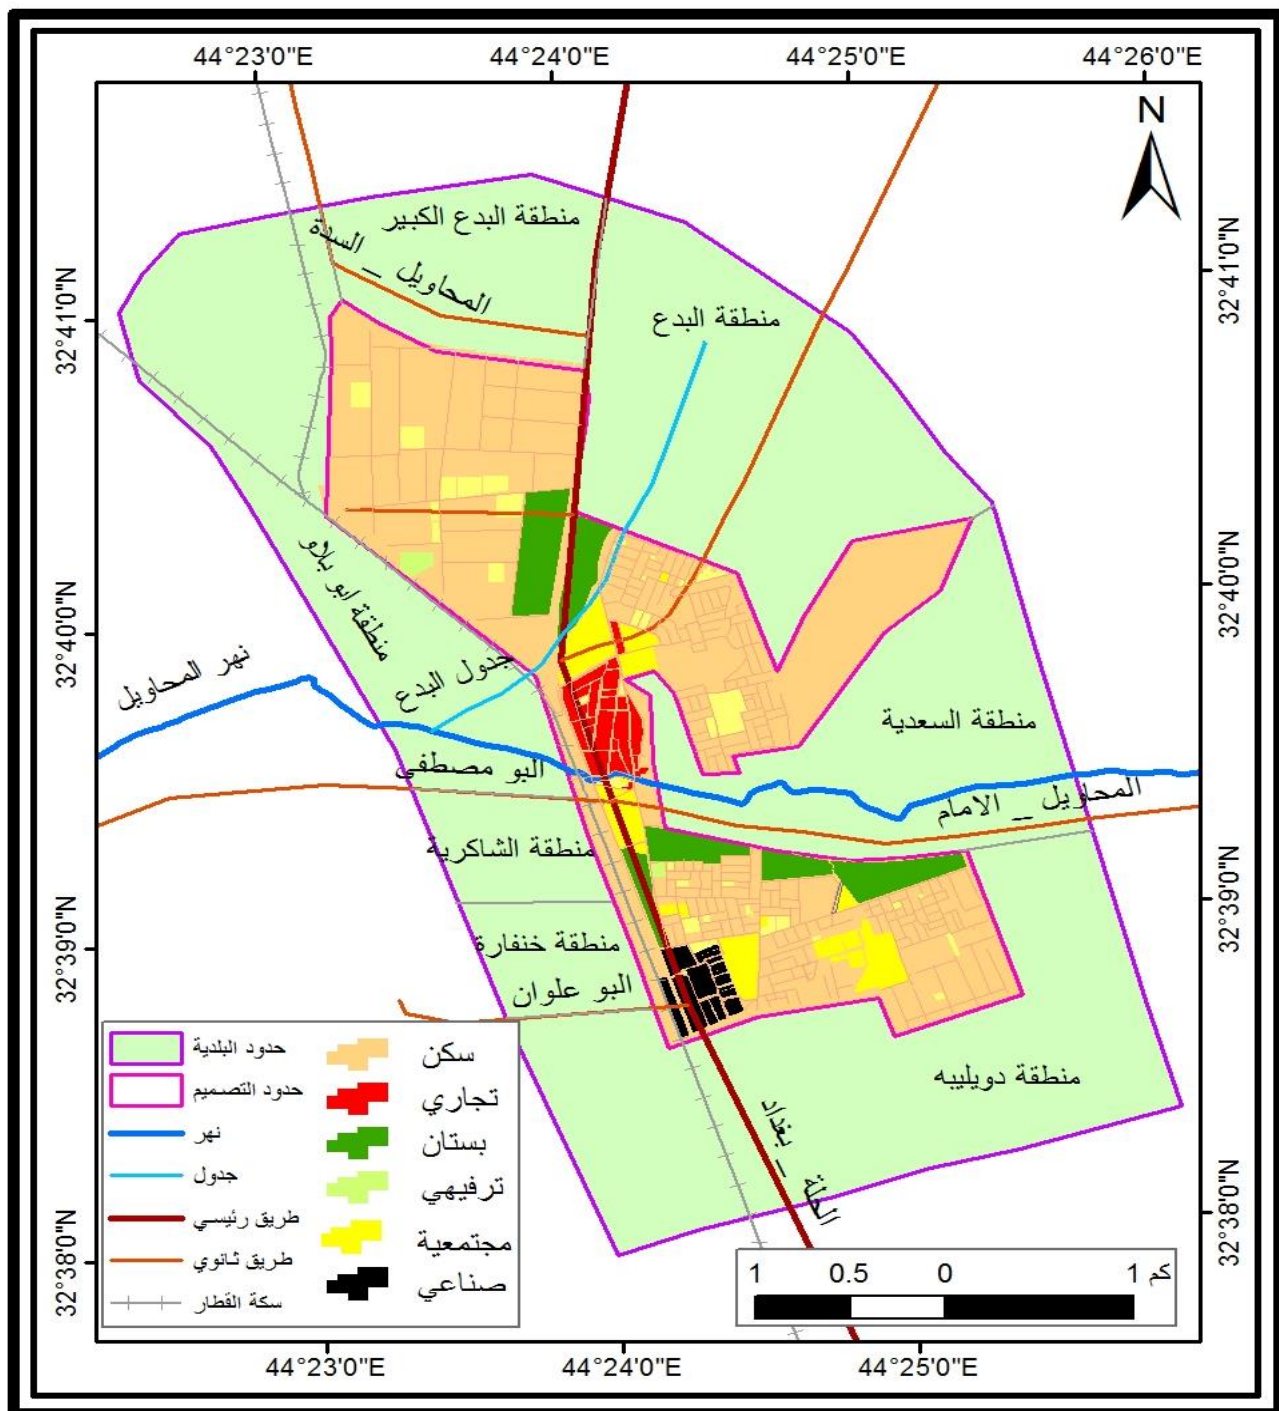 44°23'0"E 44°24'0"E 44°25'0"E 44°26'0"E
N
منطقة البدع الكبير
المحاويل _ السدة
32°41'0"N
32°41'0"N
منطقة البدع
منطقة ابو بلاو
32°40'0"N
32°40'0"N
جدول البدع
نهر المحاويل
منطقة السعدية
البو مصطفى
المحاويل _ الامام
منطقة الشاكرية
32°39'0"N
32°39'0"N
منطقة خنفارة
البو علوان
منطقة دويليبه
الحلة _ بغداد
32°38'0"N
32°38'0"N
حدود البلدية
حدود التصميم
نهر
جدول
طريق رئيسي
طريق ثانوي
سكة القطار
سكن
تجاري
بستان
ترفيهي
مجتمعية
صناعي
1 0.5 0 1 كم
44°23'0"E 44°24'0"E 44°25'0"E